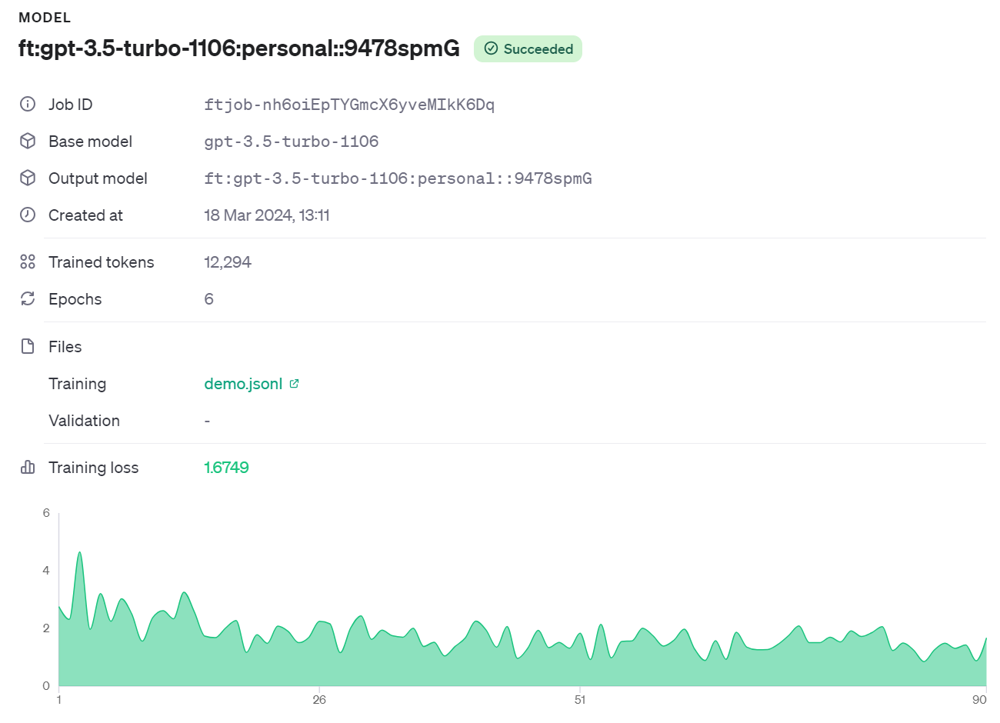 MODEL
ft:gpt-3.5-turbo-1106:personal::9478spmG Succeeded
Job ID ftjob-nh6oiEpTYGmcX6yveMIkK6Dq
Base model gpt-3.5-turbo-1106
Output model ft:gpt-3.5-turbo-1106:personal::9478spmG
Created at 18 Mar 2024, 13:11
Trained tokens 12,294
Epochs 6
Files
Training demo.jsonl
Validation -
Training loss 1.6749
6
4
2
0
1 26 51 90